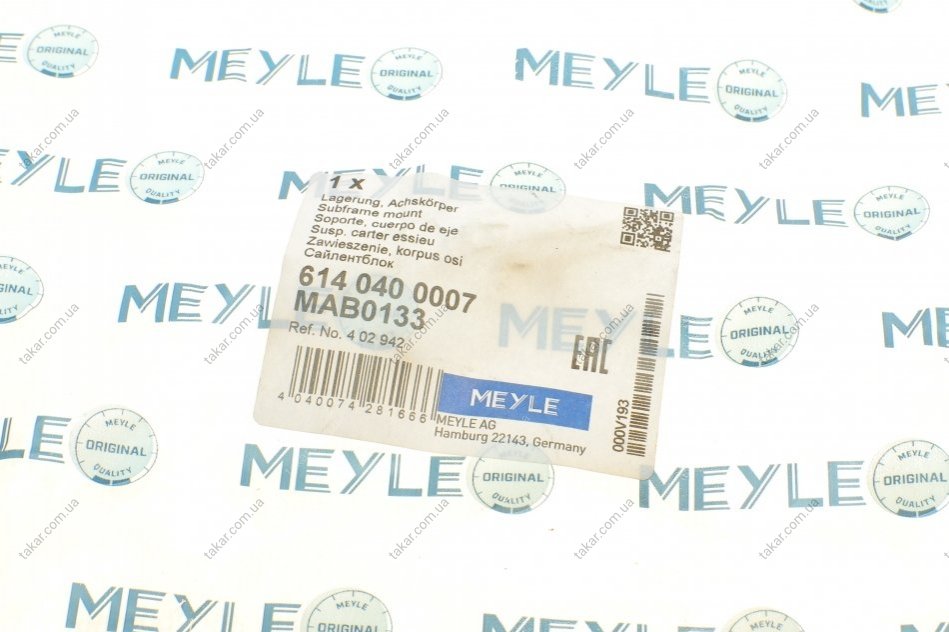 MEYLE ORIGINAL QUALITY
1 x
Lagerung, Achskörper
Subframe mount
Soporte, cuerpo de eje
Susp. carter essieu
Zawieszenie, korpus osi
Сайлентблок
614 040 0007
MAB0133
Ref. No. 4 02 942
EAC
4 040074 281666
MEYLE
MEYLE AG
Hamburg 22143, Germany
000V193
takar.com.ua